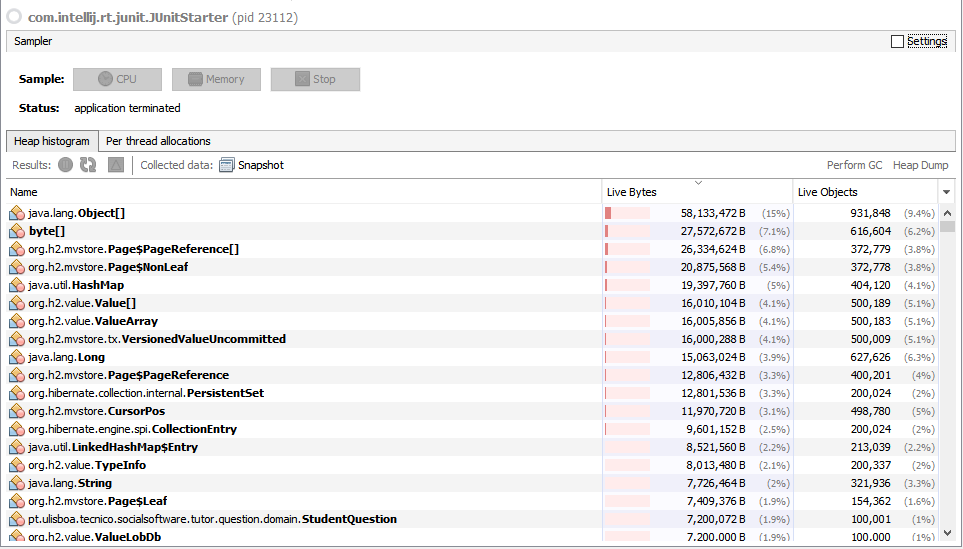 com.intellij.rt.junit.JUnitStarter (pid 23112)
Sampler Settings
Sample: CPU Memory Stop
Status: application terminated
Heap histogram Per thread allocations
Results: Collected data: Snapshot Perform GC Heap Dump
Name Live Bytes Live Objects
java.lang.Object[] 58,133,472 B (15%) 931,848 (9.4%)
byte[] 27,572,672 B (7.1%) 616,604 (6.2%)
org.h2.mvstore.Page$PageReference[] 26,334,624 B (6.8%) 372,779 (3.8%)
org.h2.mvstore.Page$NonLeaf 20,875,568 B (5.4%) 372,778 (3.8%)
java.util.HashMap 19,397,760 B (5%) 404,120 (4.1%)
org.h2.value.Value[] 16,010,104 B (4.1%) 500,189 (5.1%)
org.h2.value.ValueArray 16,005,856 B (4.1%) 500,183 (5.1%)
org.h2.mvstore.tx.VersionedValueUncommitted 16,000,288 B (4.1%) 500,009 (5.1%)
java.lang.Long 15,063,024 B (3.9%) 627,626 (6.3%)
org.h2.mvstore.Page$PageReference 12,806,432 B (3.3%) 400,201 (4%)
org.hibernate.collection.internal.PersistentSet 12,801,536 B (3.3%) 200,024 (2%)
org.h2.mvstore.CursorPos 11,970,720 B (3.1%) 498,780 (5%)
org.hibernate.engine.spi.CollectionEntry 9,601,152 B (2.5%) 200,024 (2%)
java.util.LinkedHashMap$Entry 8,521,560 B (2.2%) 213,039 (2.2%)
org.h2.value.TypeInfo 8,013,480 B (2.1%) 200,337 (2%)
java.lang.String 7,726,464 B (2%) 321,936 (3.3%)
org.h2.mvstore.Page$Leaf 7,409,376 B (1.9%) 154,362 (1.6%)
pt.ulisboa.tecnico.socialsoftware.tutor.question.domain.StudentQuestion 7,200,072 B (1.9%) 100,001 (1%)
org.h2.value.ValueLobDb 7,200,000 B (1.9%) 100,000 (1%)